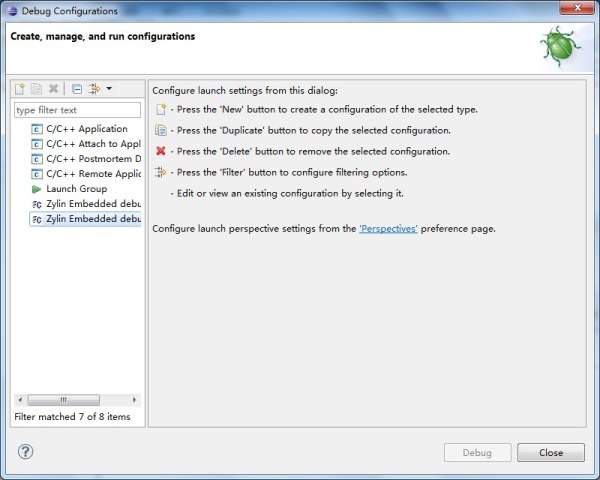 Debug Configurations
Create, manage, and run configurations
type filter text
C/C++ Application
C/C++ Attach to Appl
C/C++ Postmortem D
C/C++ Remote Applic
Launch Group
Zylin Embedded debu
Zylin Embedded debu
Filter matched 7 of 8 items
Configure launch settings from this dialog:
- Press the 'New' button to create a configuration of the selected type.
- Press the 'Duplicate' button to copy the selected configuration.
- Press the 'Delete' button to remove the selected configuration.
- Press the 'Filter' button to configure filtering options.
- Edit or view an existing configuration by selecting it.
Configure launch perspective settings from the 'Perspectives' preference page.
Debug
Close